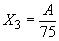 X₃ = A/75